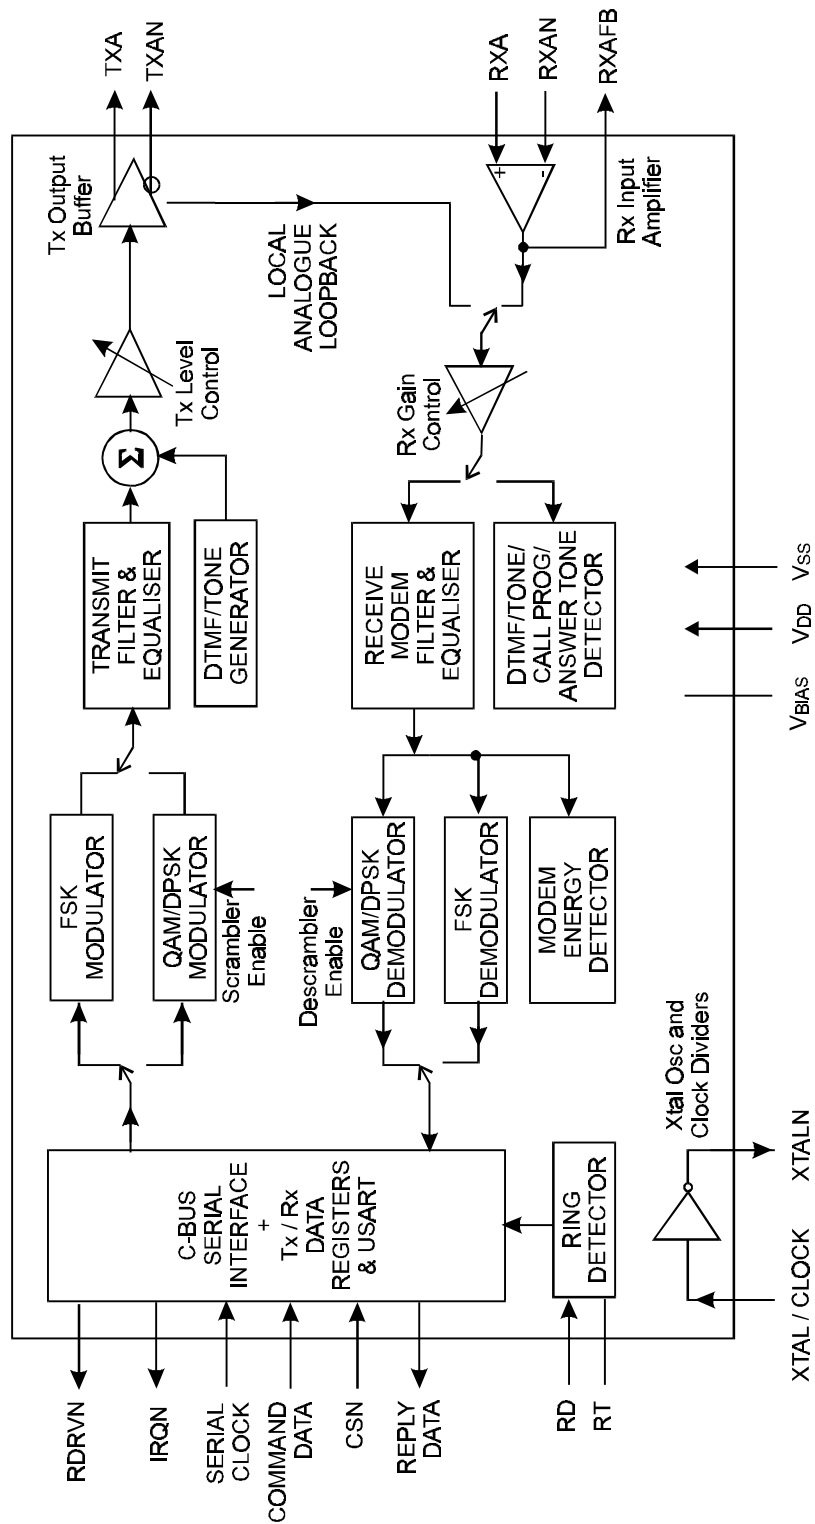 TXA
TXAN
RXA
RXAN
RXAFB
Tx Output
Buffer
LOCAL
ANALOGUE
LOOPBACK
+
-
Rx Input
Amplifier
Tx Level
Control
Rx Gain
Control
Σ
TRANSMIT
FILTER &
EQUALISER
DTMF/TONE
GENERATOR
RECEIVE
MODEM
FILTER &
EQUALISER
DTMF/TONE/
CALL PROG/
ANSWER TONE
DETECTOR
VSS
VDD
VBIAS
FSK
MODULATOR
QAM/DPSK
MODULATOR
Scrambler
Enable
Descrambler
Enable
QAM/DPSK
DEMODULATOR
FSK
DEMODULATOR
MODEM
ENERGY
DETECTOR
Xtal Osc and
Clock Dividers
C-BUS
SERIAL
INTERFACE
+
Tx / Rx
DATA
REGISTERS
& USART
RING
DETECTOR
XTALN
XTAL / CLOCK
RDRVN
IRQN
SERIAL
CLOCK
COMMAND
DATA
CSN
REPLY
DATA
RD
RT